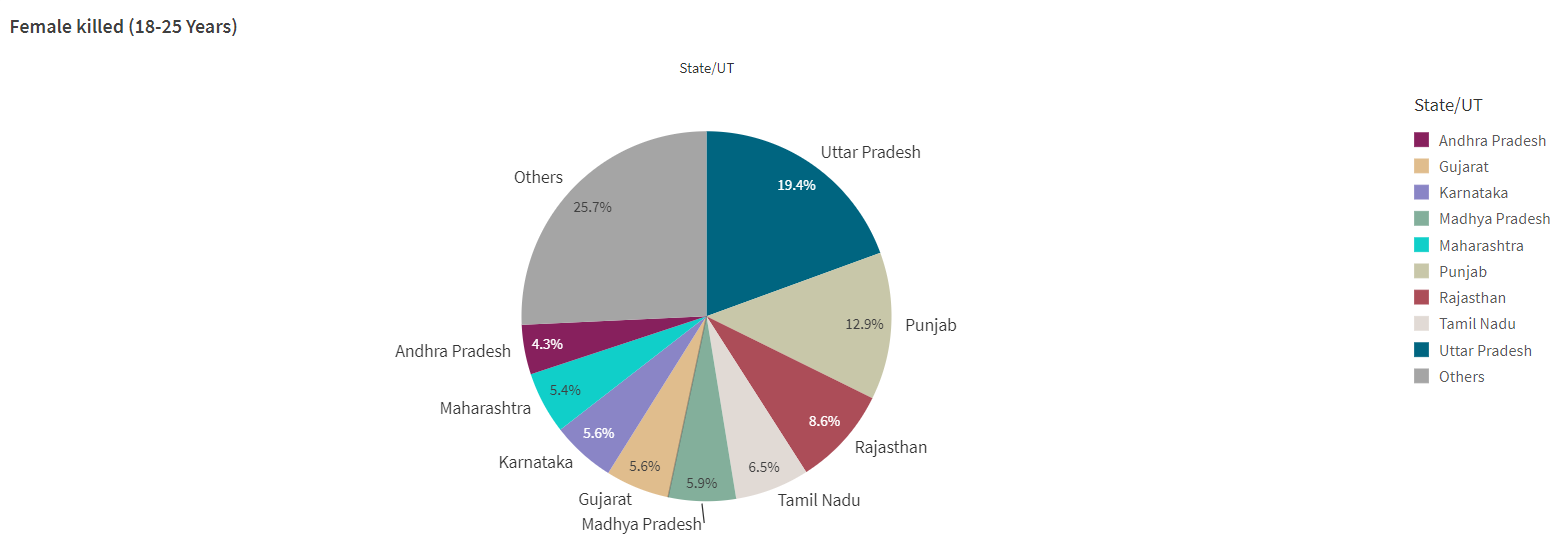 Female killed (18-25 Years)
State/UT
Uttar Pradesh
19.4%
Punjab
12.9%
Rajasthan
8.6%
Tamil Nadu
6.5%
Madhya Pradesh
5.9%
Gujarat
5.6%
Karnataka
5.6%
Maharashtra
5.4%
Andhra Pradesh
4.3%
Others
25.7%
State/UT
Andhra Pradesh
Gujarat
Karnataka
Madhya Pradesh
Maharashtra
Punjab
Rajasthan
Tamil Nadu
Uttar Pradesh
Others